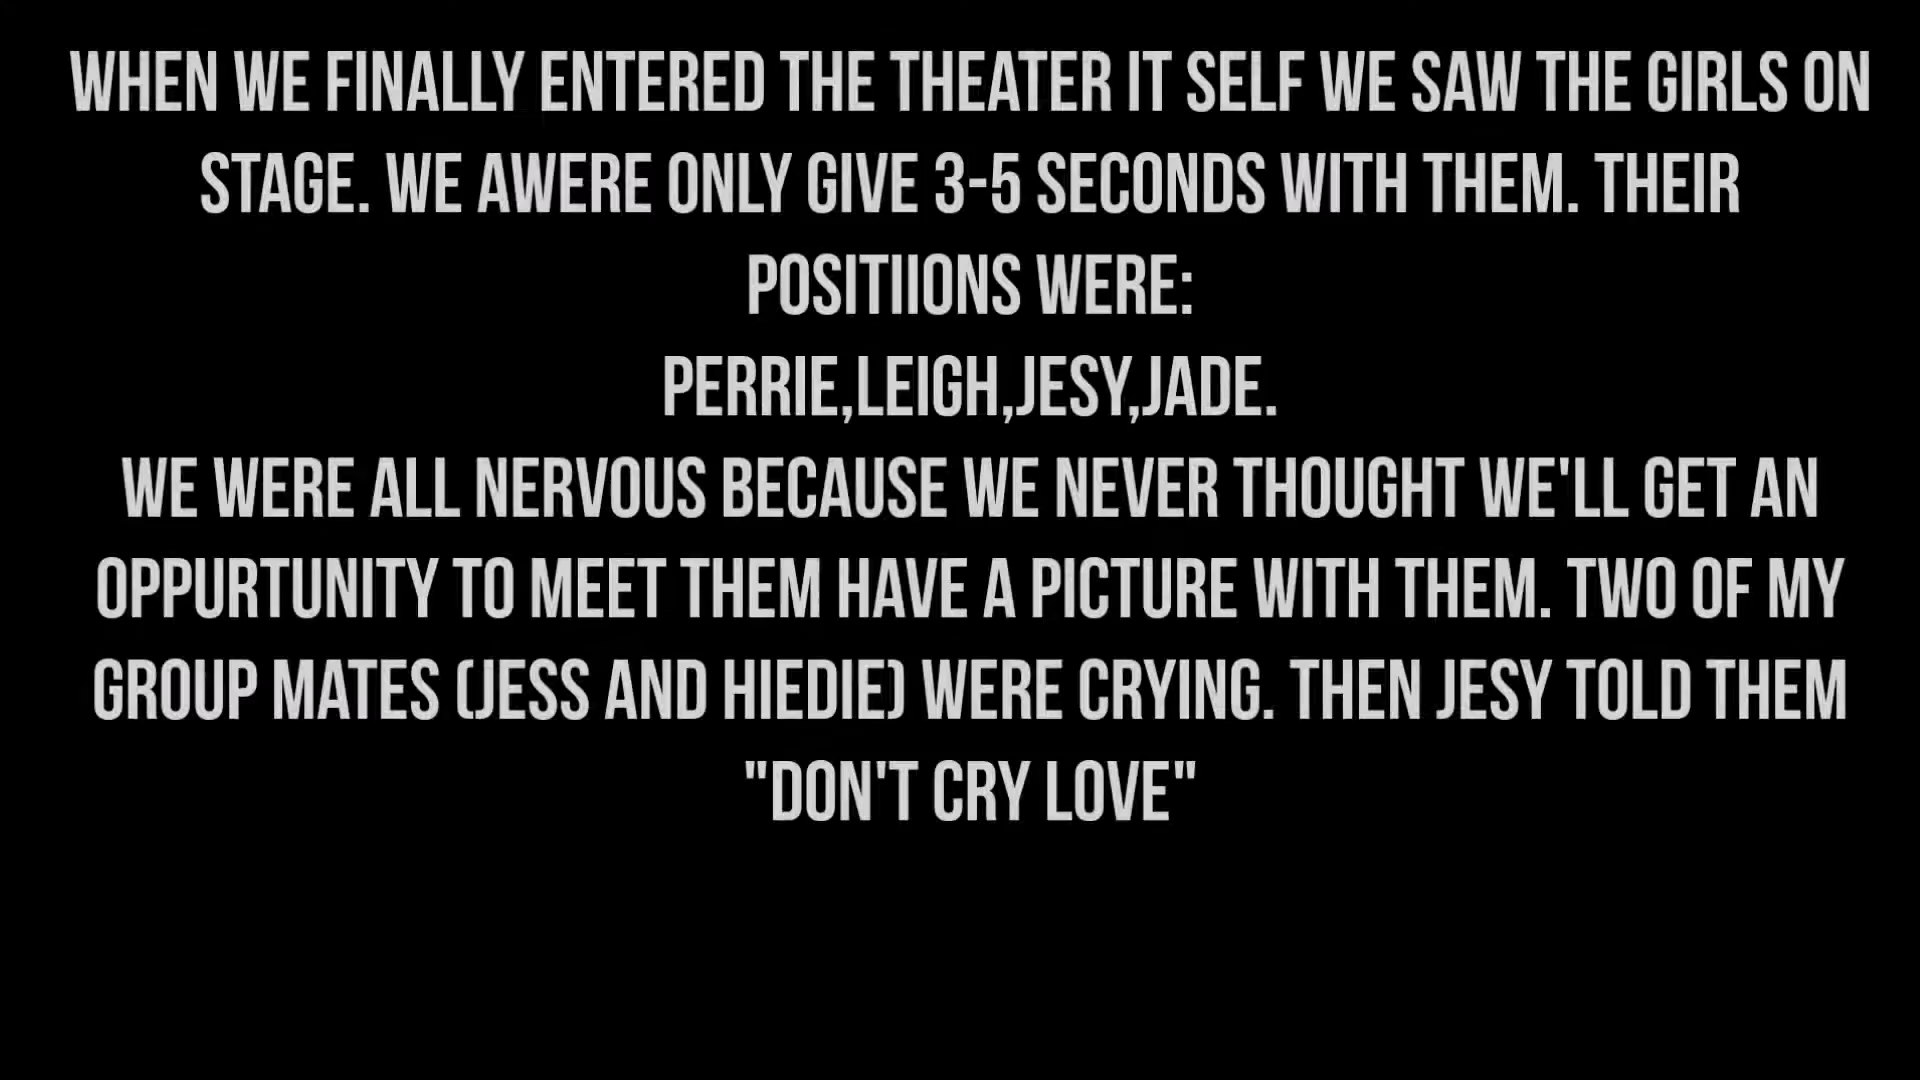 WHEN WE FINALLY ENTERED THE THEATER IT SELF WE SAW THE GIRLS ON
STAGE. WE AWERE ONLY GIVE 3-5 SECONDS WITH THEM. THEIR
POSITIIONS WERE:
PERRIE,LEIGH,JESY,JADE.
WE WERE ALL NERVOUS BECAUSE WE NEVER THOUGHT WE'LL GET AN
OPPURTUNITY TO MEET THEM HAVE A PICTURE WITH THEM. TWO OF MY
GROUP MATES (JESS AND HIEDIE) WERE CRYING. THEN JESY TOLD THEM
"DON'T CRY LOVE"